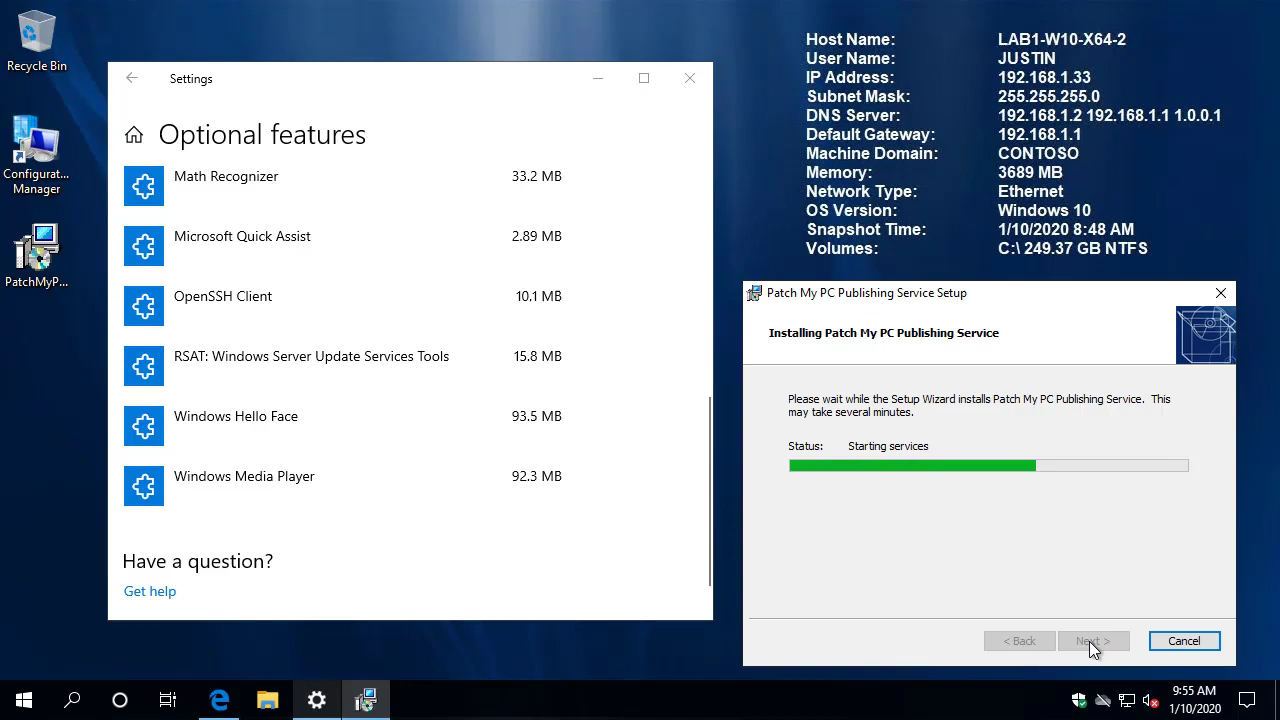 Recycle Bin
Configurat...
Manager
PatchMyP...
Settings
Optional features
Math Recognizer 33.2 MB
Microsoft Quick Assist 2.89 MB
OpenSSH Client 10.1 MB
RSAT: Windows Server Update Services Tools 15.8 MB
Windows Hello Face 93.5 MB
Windows Media Player 92.3 MB
Have a question?
Get help
Host Name: LAB1-W10-X64-2
User Name: JUSTIN
IP Address: 192.168.1.33
Subnet Mask: 255.255.255.0
DNS Server: 192.168.1.2 192.168.1.1 1.0.0.1
Default Gateway: 192.168.1.1
Machine Domain: CONTOSO
Memory: 3689 MB
Network Type: Ethernet
OS Version: Windows 10
Snapshot Time: 1/10/2020 8:48 AM
Volumes: C:\ 249.37 GB NTFS
Patch My PC Publishing Service Setup
Installing Patch My PC Publishing Service
Please wait while the Setup Wizard installs Patch My PC Publishing Service. This
may take several minutes.
Status: Starting services
< Back Next > Cancel
9:55 AM
1/10/2020